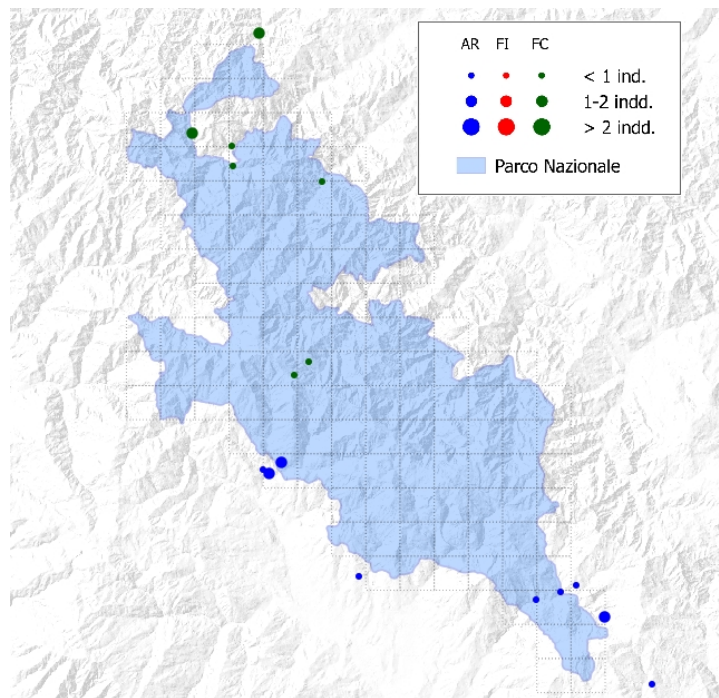 AR FI FC
< 1 ind.
1-2 indd.
> 2 indd.
Parco Nazionale